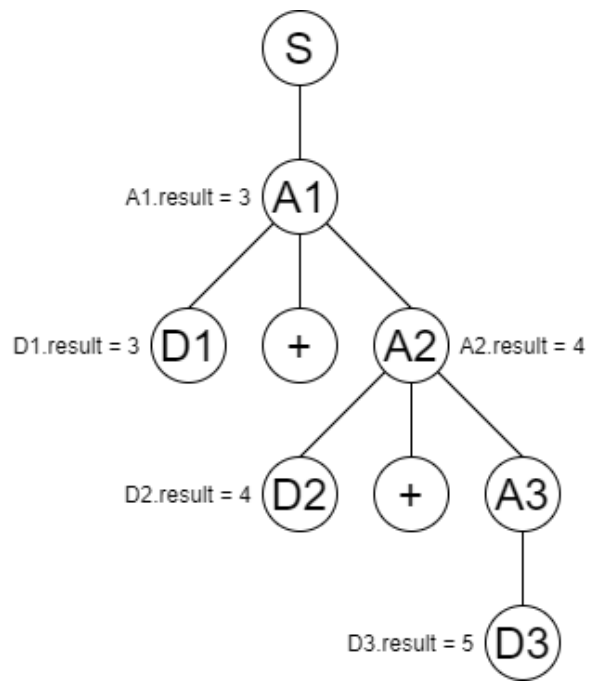 S
A1.result = 3 A1
D1.result = 3 D1 + A2 A2.result = 4
D2.result = 4 D2 + A3
D3.result = 5 D3